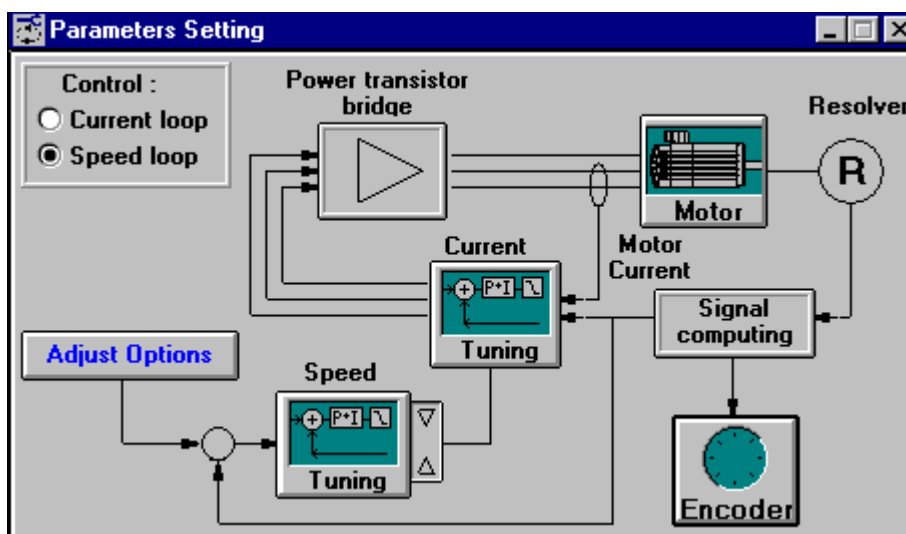 Parameters Setting
Control :
Current loop
Speed loop
Power transistor
bridge
Resolver
R
Motor
Motor
Current
Current
P+I
Tuning
Signal
computing
Adjust Options
Speed
P+I
Tuning
Encoder